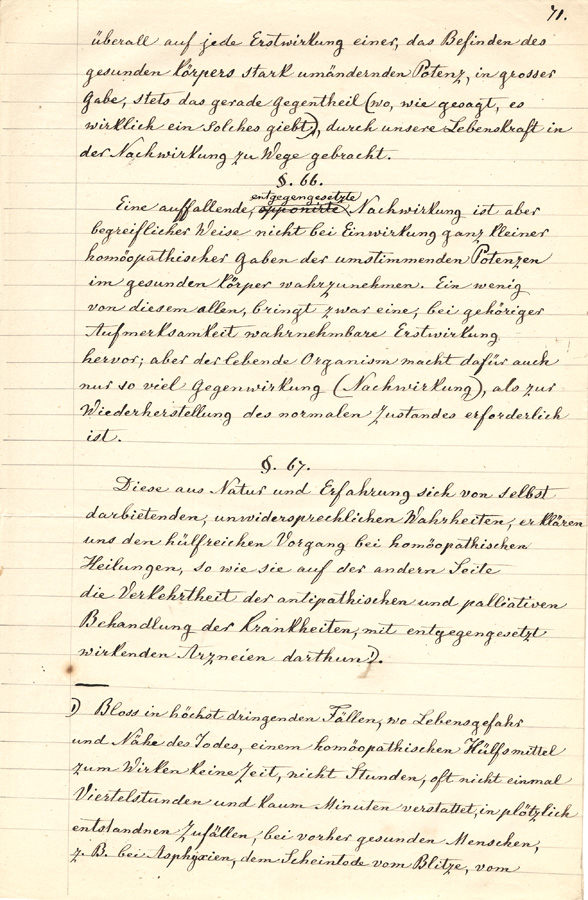 71.
überall auf jede Erstwirkung einer, das Befinden des
gesunden Körpers stark umändernden Potenz, in grosser
Gabe, stets das gerade Gegentheil (wo, wie gesagt, es
wirklich ein solches giebt), durch unsere Lebenskraft in
der Nachwirkung zu Wege gebracht.
§. 66.
entgegengesetzte
Eine auffallende, opponirte Nachwirkung ist aber
begreiflicher Weise nicht bei Einwirkung ganz kleiner
homöopathischer Gaben der umstimmenden Potenzen
im gesunden Körper wahrzunehmen. Ein wenig
von diesem allen, bringt zwar eine, bei gehöriger
Aufmerksamkeit wahrnehmbare Erstwirkung
hervor; aber der lebende Organism macht dafür auch
nur so viel Gegenwirkung (Nachwirkung), als zur
Wiederherstellung des normalen Zustandes erforderlich
ist.
§. 67.
Diese aus Natur und Erfahrung sich von selbst
darbietenden, unwidersprechlichen Wahrheiten, erklären
uns den hülfreichen Vorgang bei homöopathischen
Heilungen, so wie sie auf der andern Seite
die Verkehrtheit der antipathischen und palliativen
Behandlung der Krankheiten, mit entgegengesetzt
wirkenden Arzneien darthun 1).
1) Bloss in höchst dringenden Fällen, wo Lebensgefahr
und Nähe des Todes, einem homöopathischen Hülfsmittel
zum Wirken keine Zeit, nicht Stunden, oft nicht einmal
Viertelstunden und kaum Minuten verstattet, in plötzlich
entstandnen Zufällen, bei vorher gesunden Menschen,
z. B. bei Asphyxien, dem Scheintode vom Blitze, vom